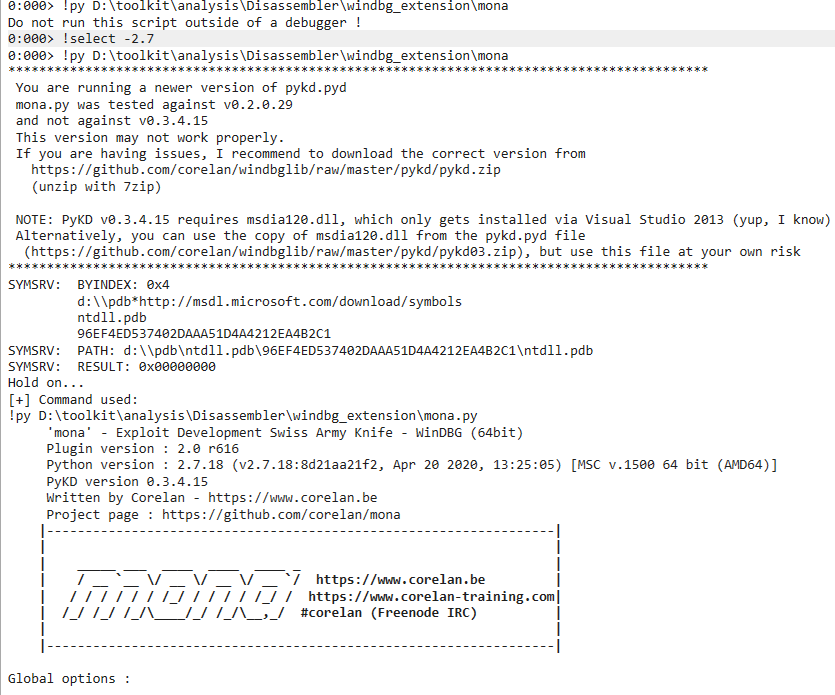 0:000> !py D:\toolkit\analysis\Disassembler\windbg_extension\mona
Do not run this script outside of a debugger !
0:000> !select -2.7
0:000> !py D:\toolkit\analysis\Disassembler\windbg_extension\mona
*******************************************************************************************
 You are running a newer version of pykd.pyd
 mona.py was tested against v0.2.0.29
 and not against v0.3.4.15
 This version may not work properly.
 If you are having issues, I recommend to download the correct version from
   https://github.com/corelan/windbglib/raw/master/pykd/pykd.zip
   (unzip with 7zip)

 NOTE: PyKD v0.3.4.15 requires msdia120.dll, which only gets installed via Visual Studio 2013 (yup, I know)
 Alternatively, you can use the copy of msdia120.dll from the pykd.pyd file
  (https://github.com/corelan/windbglib/raw/master/pykd/pykd03.zip), but use this file at your own risk
*******************************************************************************************
SYMSRV:  BYINDEX: 0x4
         d:\\pdb*http://msdl.microsoft.com/download/symbols
         ntdll.pdb
         96EF4ED537402DAAA51D4A4212EA4B2C1
SYMSRV:  PATH: d:\\pdb\ntdll.pdb\96EF4ED537402DAAA51D4A4212EA4B2C1\ntdll.pdb
SYMSRV:  RESULT: 0x00000000
Hold on...
[+] Command used:
!py D:\toolkit\analysis\Disassembler\windbg_extension\mona.py
     'mona' - Exploit Development Swiss Army Knife - WinDBG (64bit)
     Plugin version : 2.0 r616
     Python version : 2.7.18 (v2.7.18:8d21aa21f2, Apr 20 2020, 13:25:05) [MSC v.1500 64 bit (AMD64)]
     PyKD version 0.3.4.15
     Written by Corelan - https://www.corelan.be
     Project page : https://github.com/corelan/mona
    |------------------------------------------------------------------|
    |                                                                  |
    |    _____ ___  ____  ____  ____ _                                 |
    |    / __ `__ \/ __ \/ __ \/ __ `/  https://www.corelan.be         |
    |   / / / / / / /_/ / / / / /_/ /  https://www.corelan-training.com|
    |  /_/ /_/ /_/\____/_/ /_/\__,_/  #corelan (Freenode IRC)          |
    |                                                                  |
    |------------------------------------------------------------------|

Global options :